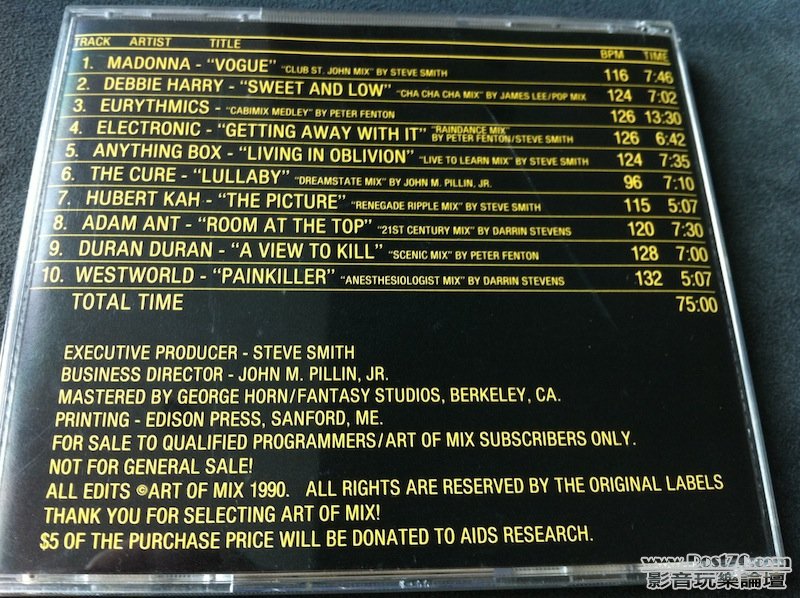 TRACK ARTIST TITLE BPM TIME
1. MADONNA - "VOGUE" "CLUB ST. JOHN MIX" BY STEVE SMITH 116 7:46
2. DEBBIE HARRY - "SWEET AND LOW" "CHA CHA CHA MIX" BY JAMES LEE/POP MIX 124 7:02
3. EURYTHMICS - "CABIMIX MEDLEY" BY PETER FENTON 126 13:30
4. ELECTRONIC - "GETTING AWAY WITH IT" "RAINDANCE MIX" BY PETER FENTON/STEVE SMITH 126 6:42
5. ANYTHING BOX - "LIVING IN OBLIVION" "LIVE TO LEARN MIX" BY STEVE SMITH 124 7:35
6. THE CURE - "LULLABY" "DREAMSTATE MIX" BY JOHN M. PILLIN, JR. 96 7:10
7. HUBERT KAH - "THE PICTURE" "RENEGADE RIPPLE MIX" BY STEVE SMITH 115 5:07
8. ADAM ANT - "ROOM AT THE TOP" "21ST CENTURY MIX" BY DARRIN STEVENS 120 7:30
9. DURAN DURAN - "A VIEW TO KILL" "SCENIC MIX" BY PETER FENTON 128 7:00
10. WESTWORLD - "PAINKILLER" "ANESTHESIOLOGIST MIX" BY DARRIN STEVENS 132 5:07
TOTAL TIME 75:00
EXECUTIVE PRODUCER - STEVE SMITH
BUSINESS DIRECTOR - JOHN M. PILLIN, JR.
MASTERED BY GEORGE HORN/FANTASY STUDIOS, BERKELEY, CA.
PRINTING - EDISON PRESS, SANFORD, ME.
FOR SALE TO QUALIFIED PROGRAMMERS/ART OF MIX SUBSCRIBERS ONLY.
NOT FOR GENERAL SALE!
ALL EDITS ©ART OF MIX 1990. ALL RIGHTS ARE RESERVED BY THE ORIGINAL LABELS
THANK YOU FOR SELECTING ART OF MIX!
$5 OF THE PURCHASE PRICE WILL BE DONATED TO AIDS RESEARCH.
www.Post76.com
影音玩樂論壇